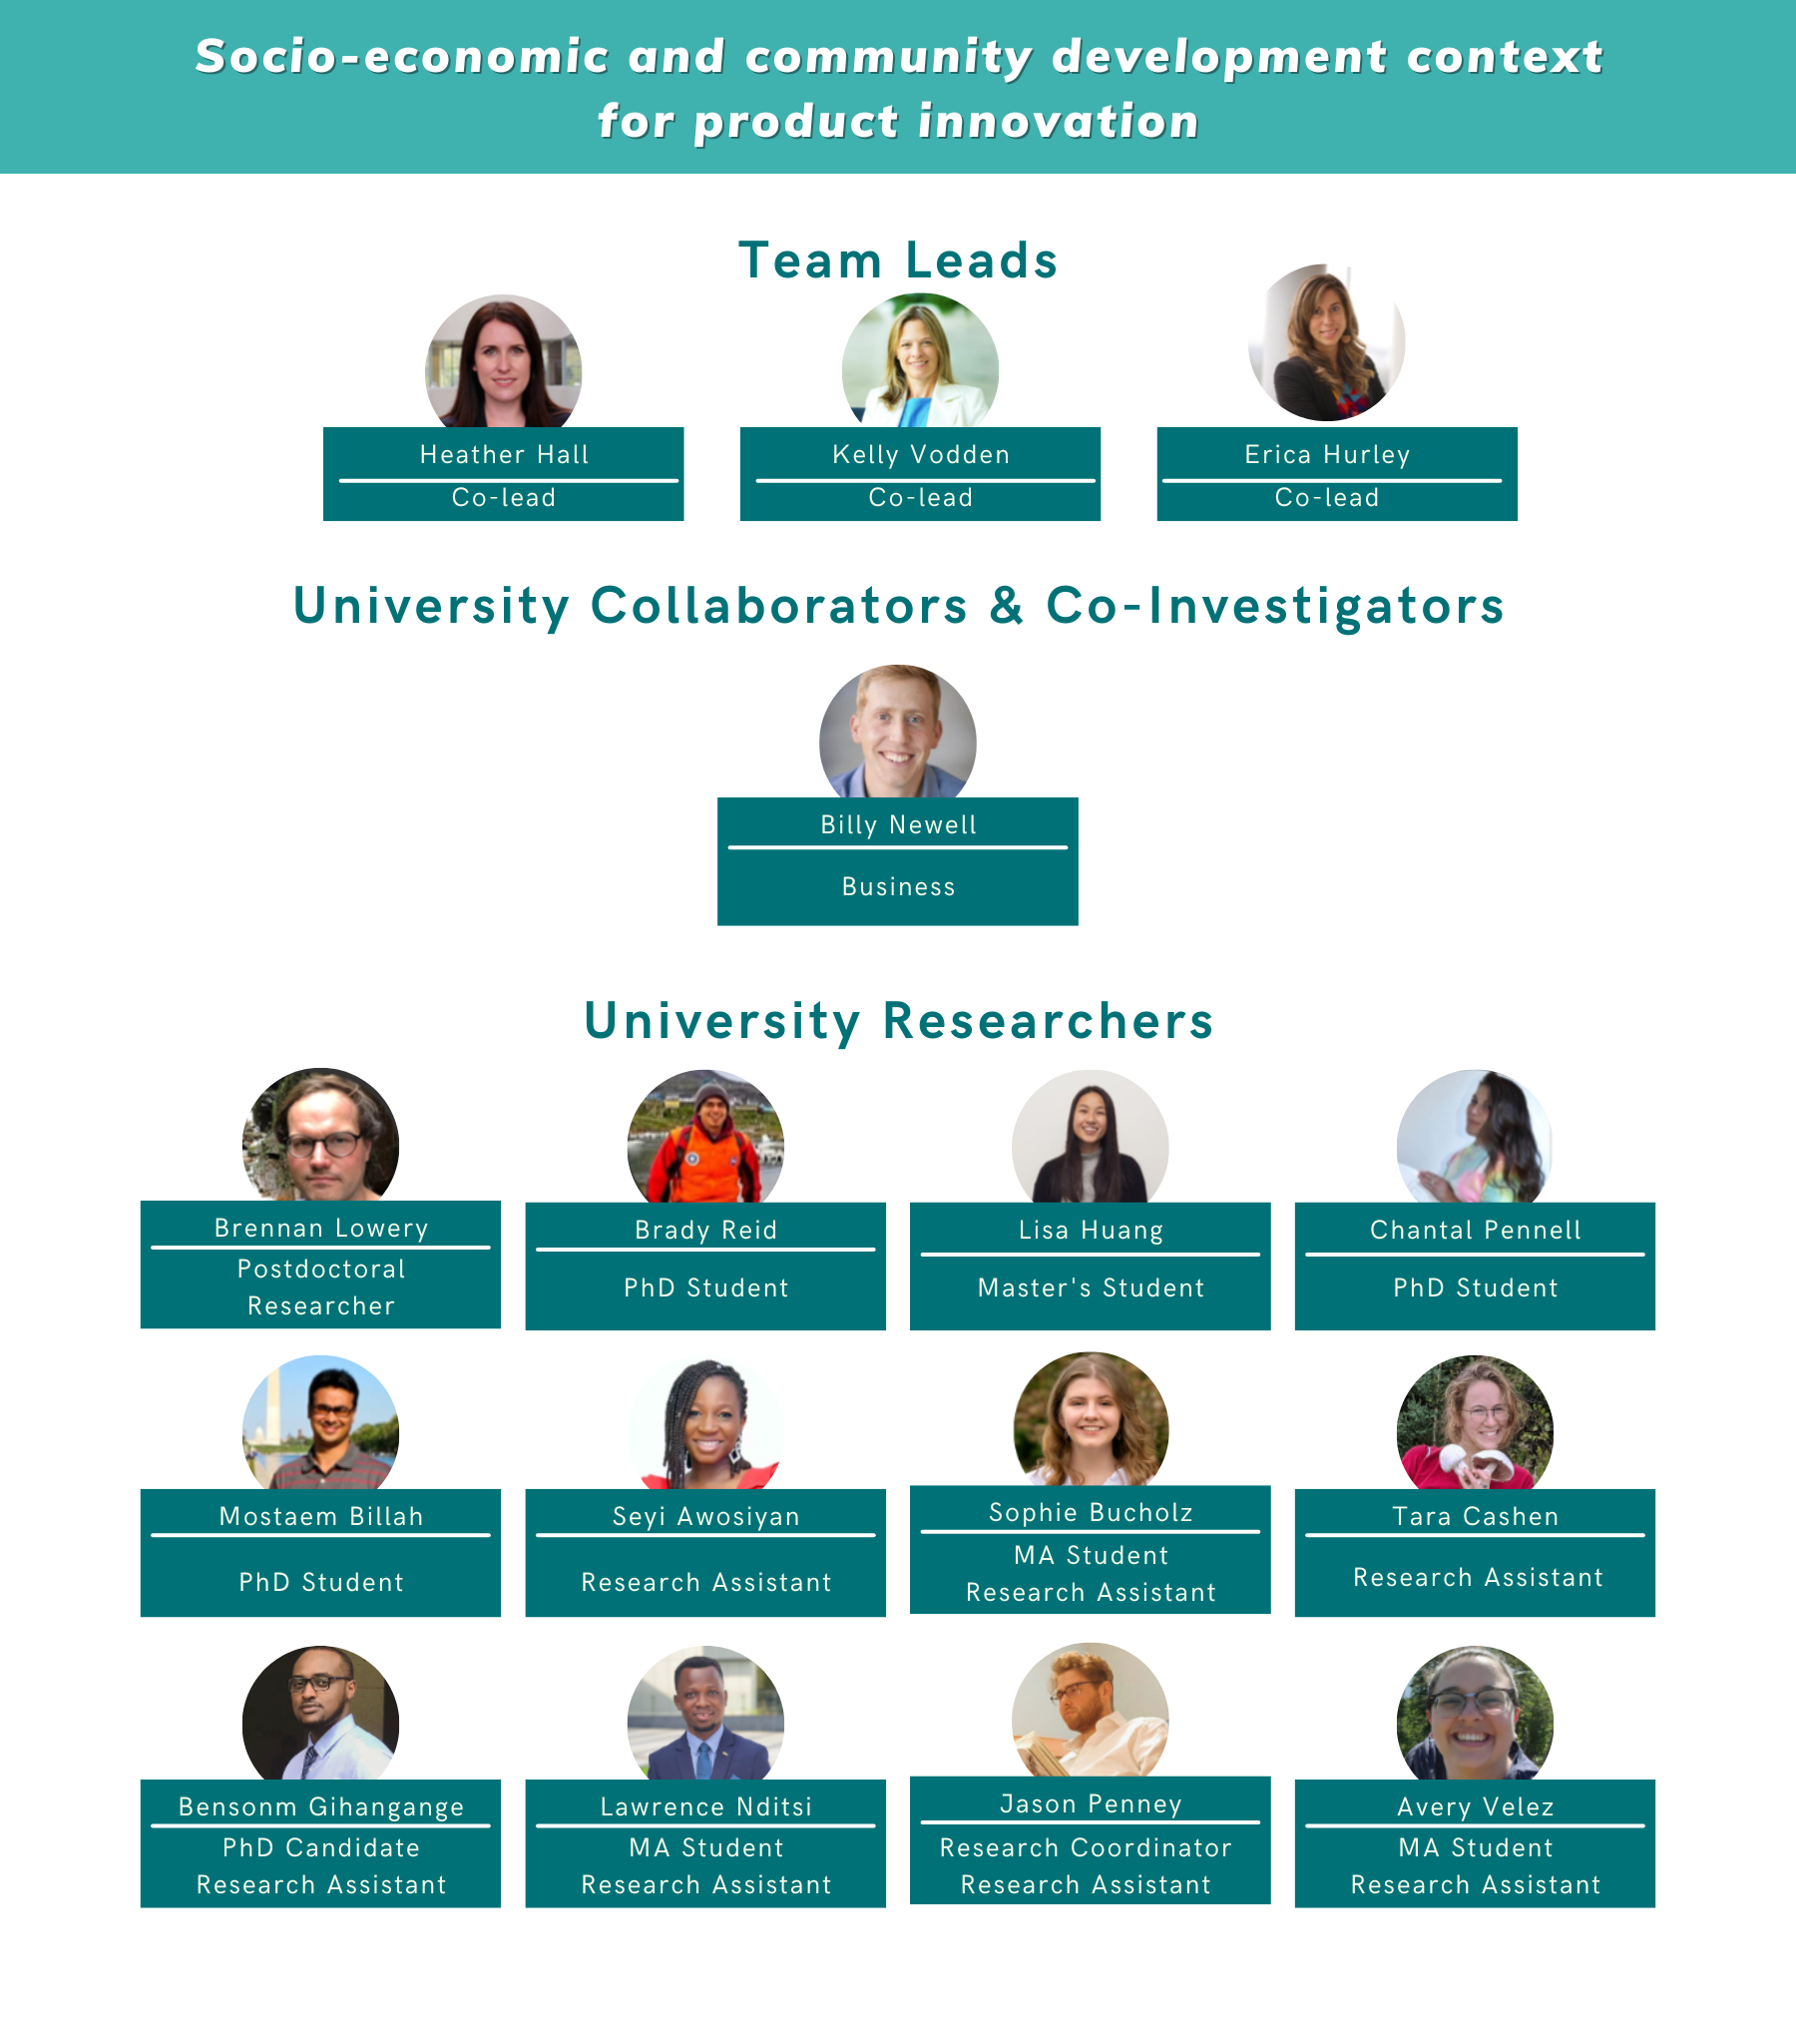 Socio-economic and community development context
for product innovation
Team Leads
Heather Hall
Co-lead
Kelly Vodden
Co-lead
Erica Hurley
Co-lead
University Collaborators & Co-Investigators
Billy Newell
Business
University Researchers
Brennan Lowery
Postdoctoral
Researcher
Brady Reid
PhD Student
Lisa Huang
Master's Student
Chantal Pennell
PhD Student
Mostaem Billah
PhD Student
Seyi Awosiyan
Research Assistant
Sophie Bucholz
MA Student
Research Assistant
Tara Cashen
Research Assistant
Bensonm Gihangange
PhD Candidate
Research Assistant
Lawrence Nditsi
MA Student
Research Assistant
Jason Penney
Research Coordinator
Research Assistant
Avery Velez
MA Student
Research Assistant